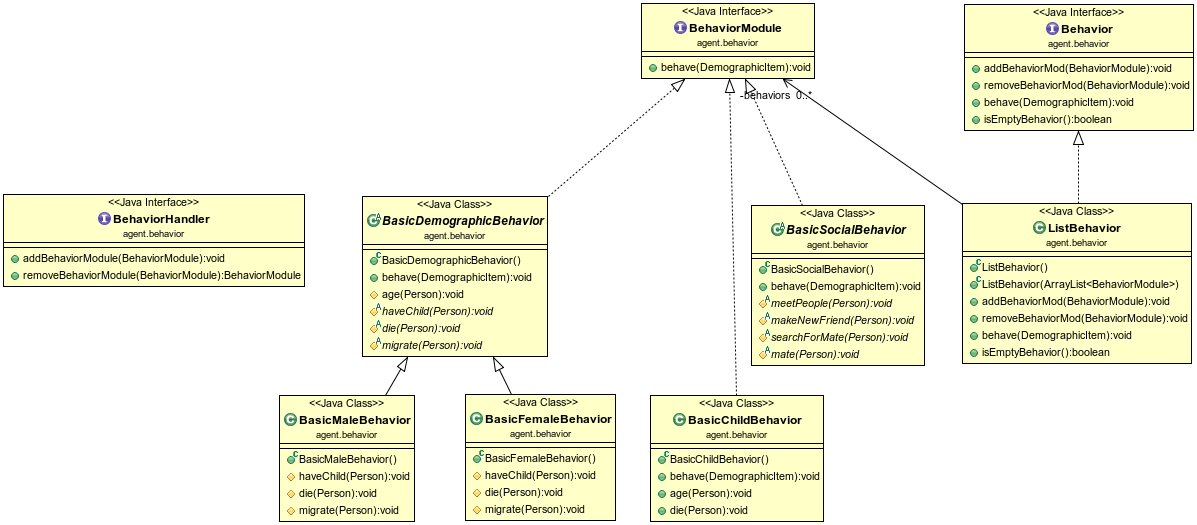 <<Java Interface>>
BehaviorModule
agent.behavior
behave(DemographicItem):void
<<Java Interface>>
Behavior
agent.behavior
addBehaviorMod(BehaviorModule):void
removeBehaviorMod(BehaviorModule):void
behave(DemographicItem):void
isEmptyBehavior():boolean
-behaviors 0..*
<<Java Interface>>
BehaviorHandler
agent.behavior
addBehaviorModule(BehaviorModule):void
removeBehaviorModule(BehaviorModule):BehaviorModule
<<Java Class>>
BasicDemographicBehavior
agent.behavior
BasicDemographicBehavior()
behave(DemographicItem):void
age(Person):void
haveChild(Person):void
die(Person):void
migrate(Person):void
<<Java Class>>
BasicSocialBehavior
agent.behavior
BasicSocialBehavior()
behave(DemographicItem):void
meetPeople(Person):void
makeNewFriend(Person):void
searchForMate(Person):void
mate(Person):void
<<Java Class>>
ListBehavior
agent.behavior
ListBehavior()
ListBehavior(ArrayList<BehaviorModule>)
addBehaviorMod(BehaviorModule):void
removeBehaviorMod(BehaviorModule):void
behave(DemographicItem):void
isEmptyBehavior():boolean
<<Java Class>>
BasicMaleBehavior
agent.behavior
BasicMaleBehavior()
haveChild(Person):void
die(Person):void
migrate(Person):void
<<Java Class>>
BasicFemaleBehavior
agent.behavior
BasicFemaleBehavior()
haveChild(Person):void
die(Person):void
migrate(Person):void
<<Java Class>>
BasicChildBehavior
agent.behavior
BasicChildBehavior()
behave(DemographicItem):void
age(Person):void
die(Person):void